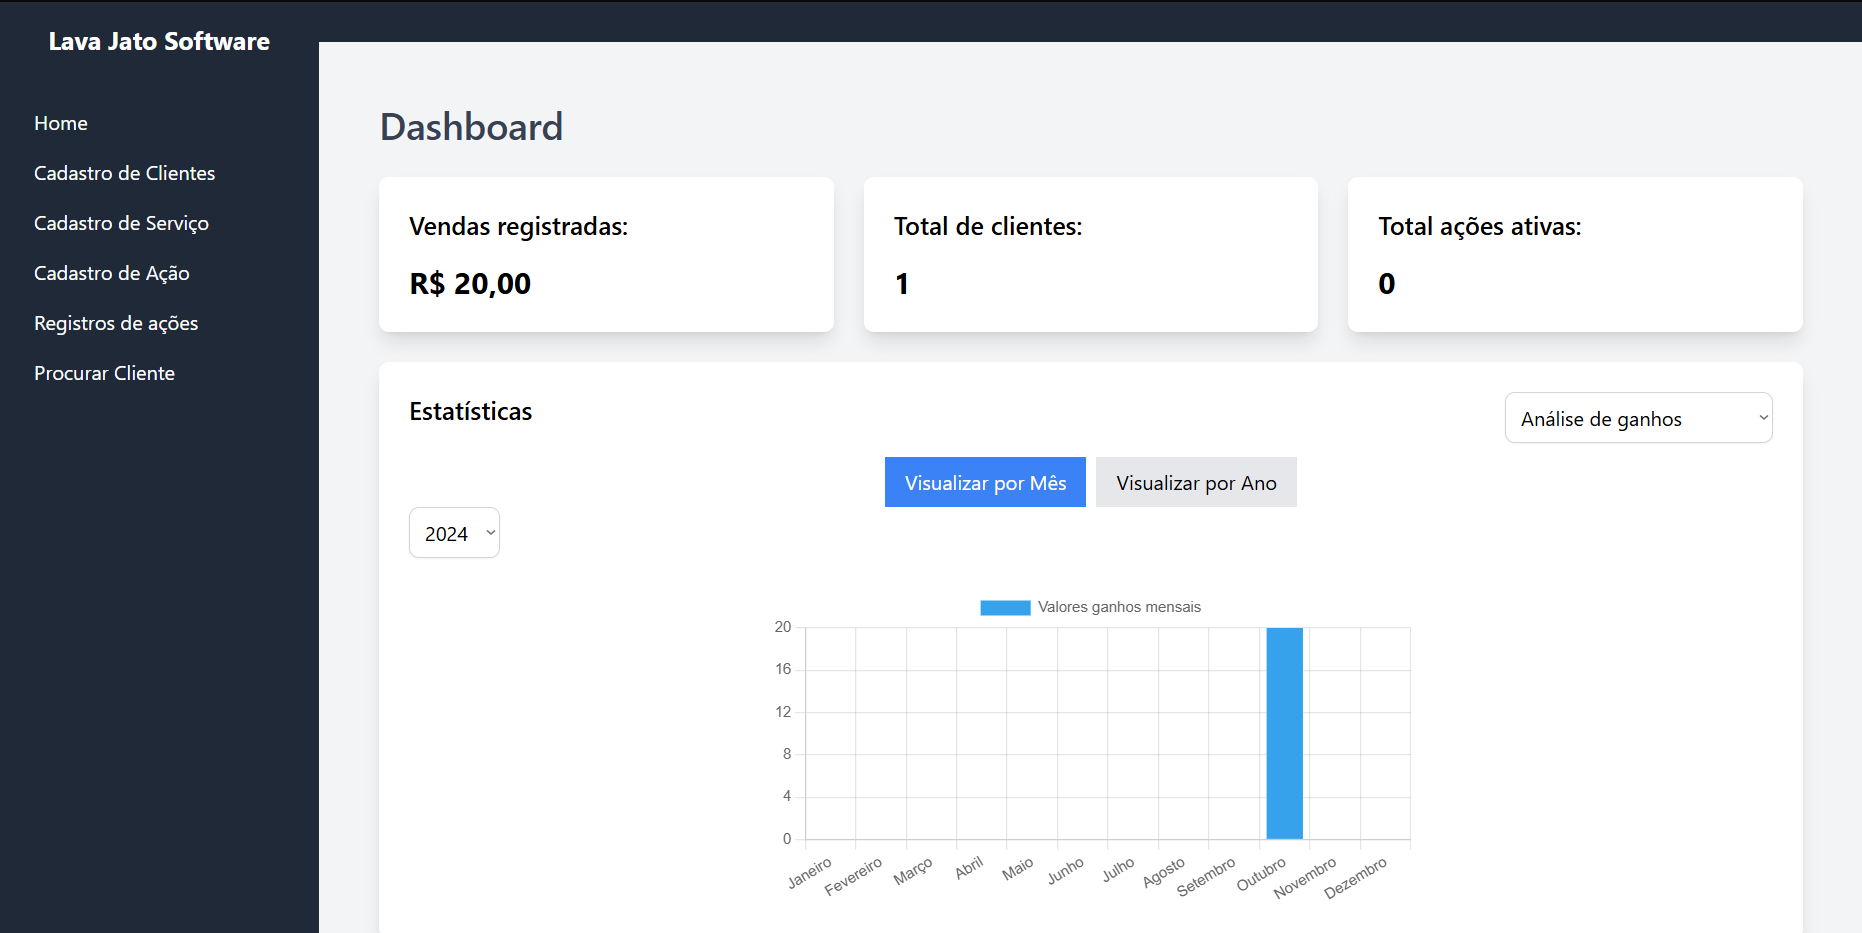 Lava Jato Software
Home
Cadastro de Clientes
Cadastro de Serviço
Cadastro de Ação
Registros de ações
Procurar Cliente
Dashboard
Vendas registradas:
R$ 20,00
Total de clientes:
1
Total ações ativas:
0
Estatísticas
Análise de ganhos
Visualizar por Mês
Visualizar por Ano
2024
Valores ganhos mensais
20
16
12
8
4
0
Janeiro
Fevereiro
Março
Abril
Maio
Junho
Julho
Agosto
Setembro
Outubro
Novembro
Dezembro